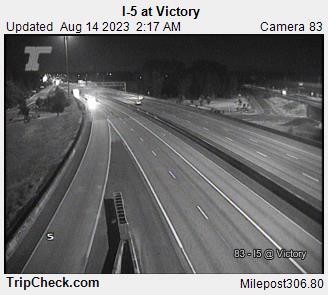 I-5 at Victory
Updated  Aug 14 2023  2:17 AM
Camera 83
T
S
83 - I5 @ Victory
TripCheck.com
Milepost306.80